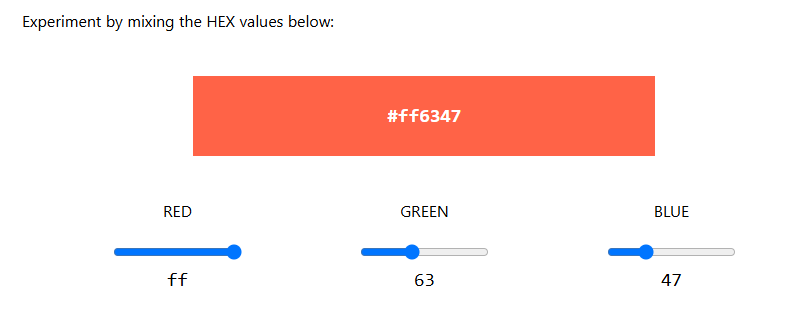 Experiment by mixing the HEX values below:
#ff6347
RED GREEN BLUE
ff 63 47